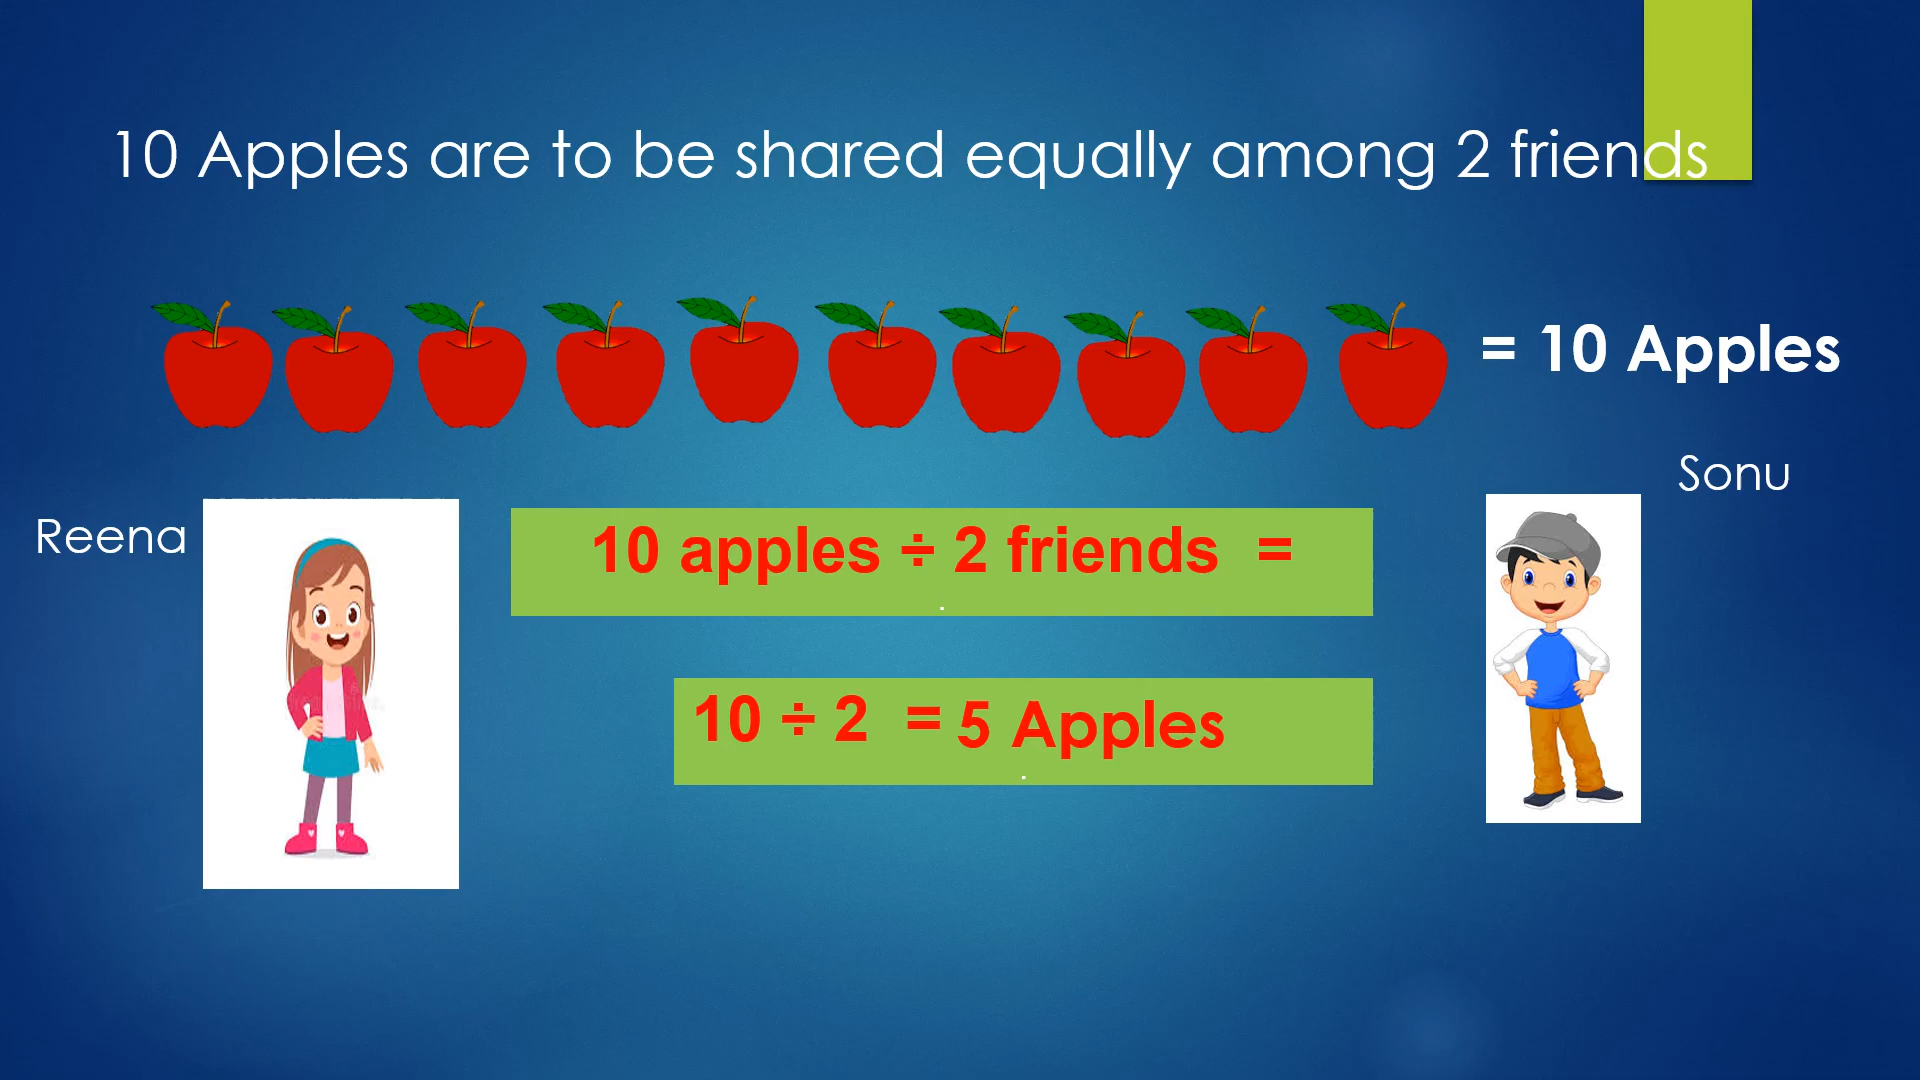 10 Apples are to be shared equally among 2 friends
= 10 Apples
Sonu
Reena
10 apples ÷ 2 friends =
.
10 ÷ 2 = 5 Apples
.